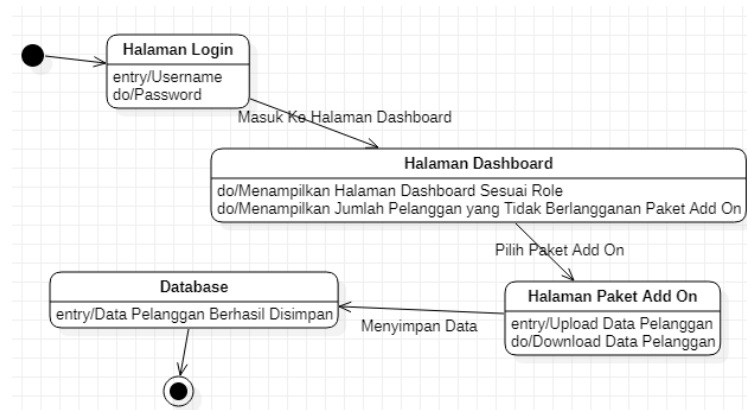 Halaman Login
entry/Username
do/Password
Masuk Ke Halaman Dashboard
Halaman Dashboard
do/Menampilkan Halaman Dashboard Sesuai Role
do/Menampilkan Jumlah Pelanggan yang Tidak Berlangganan Paket Add On
Pilih Paket Add On
Halaman Paket Add On
entry/Upload Data Pelanggan
do/Download Data Pelanggan
Menyimpan Data
Database
entry/Data Pelanggan Berhasil Disimpan